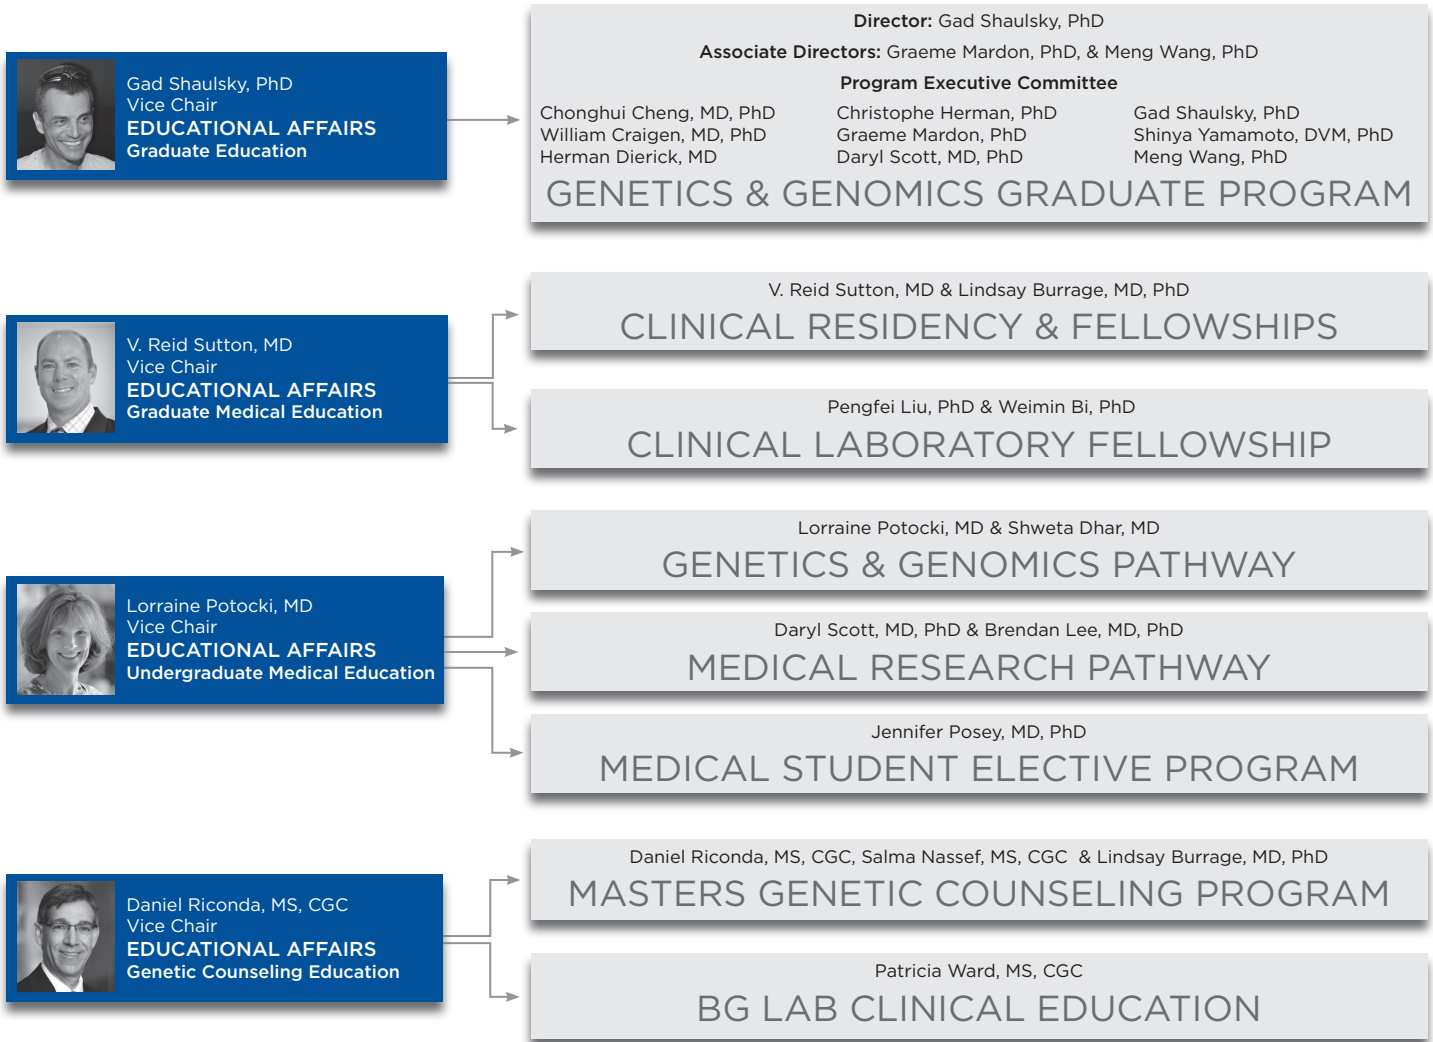 Gad Shaulsky, PhD
Vice Chair
EDUCATIONAL AFFAIRS
Graduate Education
Director: Gad Shaulsky, PhD
Associate Directors: Graeme Mardon, PhD, & Meng Wang, PhD
Program Executive Committee
Chonghui Cheng, MD, PhD Christophe Herman, PhD Gad Shaulsky, PhD
William Craigen, MD, PhD Graeme Mardon, PhD Shinya Yamamoto, DVM, PhD
Herman Dierick, MD Daryl Scott, MD, PhD Meng Wang, PhD
GENETICS & GENOMICS GRADUATE PROGRAM
V. Reid Sutton, MD
Vice Chair
EDUCATIONAL AFFAIRS
Graduate Medical Education
V. Reid Sutton, MD & Lindsay Burrage, MD, PhD
CLINICAL RESIDENCY & FELLOWSHIPS
Pengfei Liu, PhD & Weimin Bi, PhD
CLINICAL LABORATORY FELLOWSHIP
Lorraine Potocki, MD
Vice Chair
EDUCATIONAL AFFAIRS
Undergraduate Medical Education
Lorraine Potocki, MD & Shweta Dhar, MD
GENETICS & GENOMICS PATHWAY
Daryl Scott, MD, PhD & Brendan Lee, MD, PhD
MEDICAL RESEARCH PATHWAY
Jennifer Posey, MD, PhD
MEDICAL STUDENT ELECTIVE PROGRAM
Daniel Riconda, MS, CGC
Vice Chair
EDUCATIONAL AFFAIRS
Genetic Counseling Education
Daniel Riconda, MS, CGC, Salma Nassef, MS, CGC & Lindsay Burrage, MD, PhD
MASTERS GENETIC COUNSELING PROGRAM
Patricia Ward, MS, CGC
BG LAB CLINICAL EDUCATION